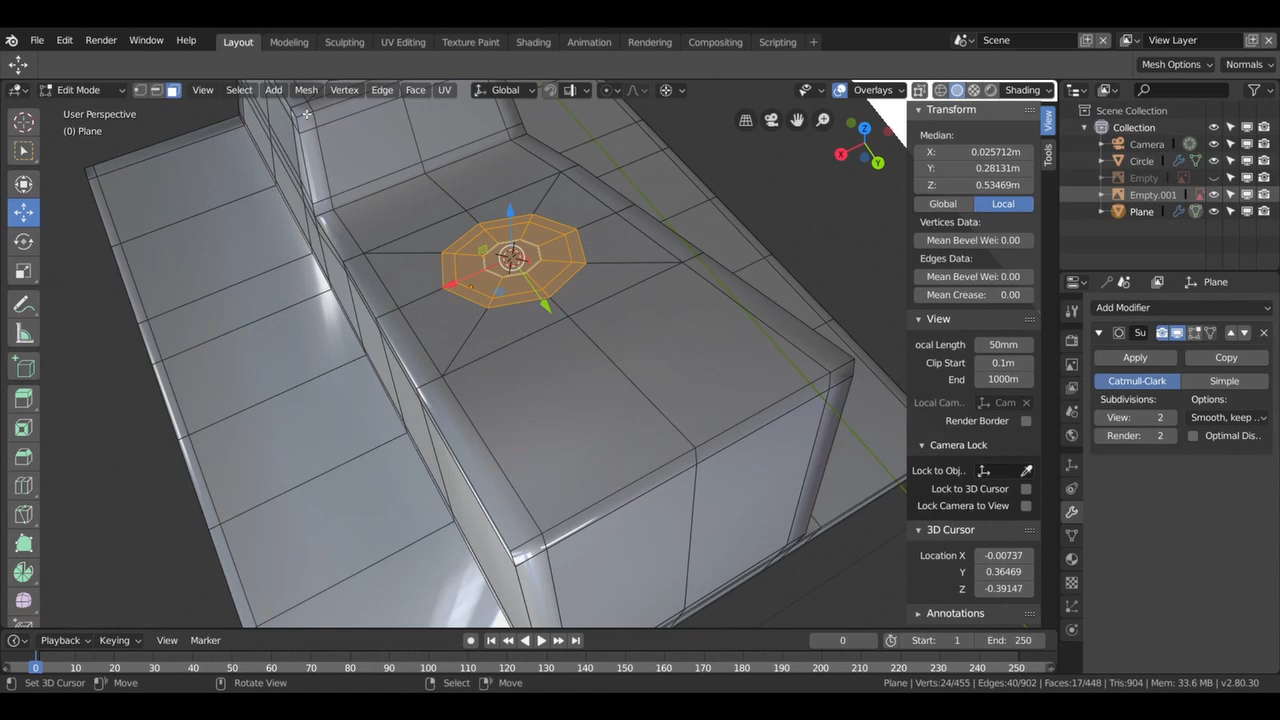 File Edit Render Window Help Layout Modeling Sculpting UV Editing Texture Paint Shading Animation Rendering Compositing Scripting + Scene View Layer
Mesh Options Normals
Edit Mode View Select Add Mesh Vertex Edge Face UV Global Overlays Shading
User Perspective
(0) Plane
Z
X
Y
Transform
Median:
X: 0.025712m
Y: 0.28131m
Z: 0.53469m
Global Local
Vertices Data:
Mean Bevel Wei: 0.00
Edges Data:
Mean Bevel Wei: 0.00
Mean Crease: 0.00
View
ocal Length 50mm
Clip Start 0.1m
End 1000m
Local Cam... Cam
Render Border
Camera Lock
Lock to Obj..
Lock to 3D Cursor
Lock Camera to View
3D Cursor
Location X -0.00737
Y 0.36469
Z -0.39147
Annotations
View
Tools
Scene Collection
Collection
Camera
Circle
Empty
Empty.001
Plane
Plane
Add Modifier
Su
Apply Copy
Catmull-Clark Simple
Subdivisions: Options:
View: 2 Smooth, keep ..
Render: 2 Optimal Dis..
Playback Keying View Marker 0 Start: 1 End: 250
0 10 20 30 40 50 60 70 80 90 100 110 120 130 140 150 160 170 180 190 200 210 220 230 240 250
Set 3D Cursor Move Rotate View Select Move Plane | Verts:24/455 | Edges:40/902 | Faces:17/448 | Tris:904 | Mem: 33.6 MB | v2.80.30